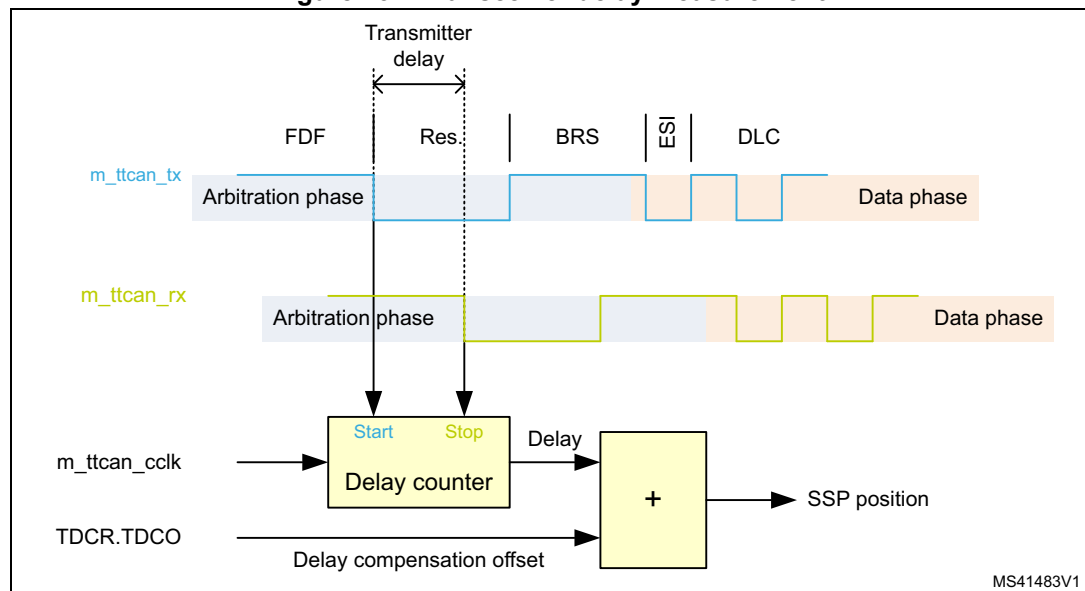 Transmitter
delay
FDF Res. BRS ESI DLC
m_ttcan_tx
Arbitration phase Data phase
m_ttcan_rx
Arbitration phase Data phase
Start Stop
Delay
m_ttcan_cclk
Delay counter
+
SSP position
TDCR.TDCO
Delay compensation offset
MS41483V1